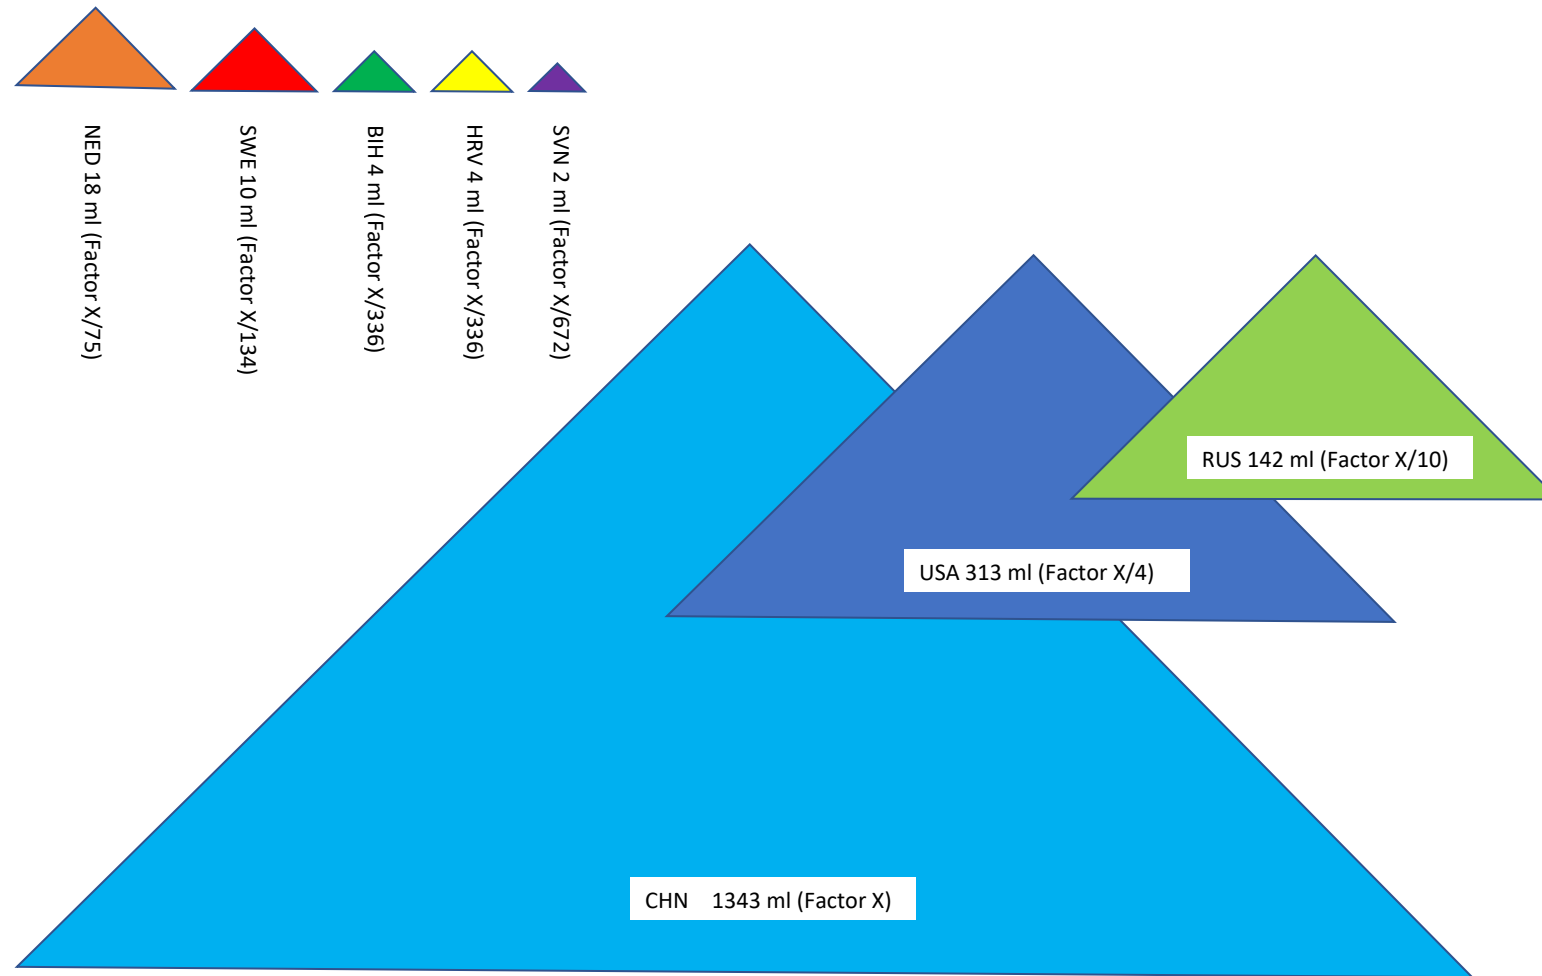 NED 18 ml (Factor X/75)
SWE 10 ml (Factor X/134)
BIH 4 ml (Factor X/336)
HRV 4 ml (Factor X/336)
SVN 2 ml (Factor X/672)
RUS 142 ml (Factor X/10)
USA 313 ml (Factor X/4)
CHN 1343 ml (Factor X)